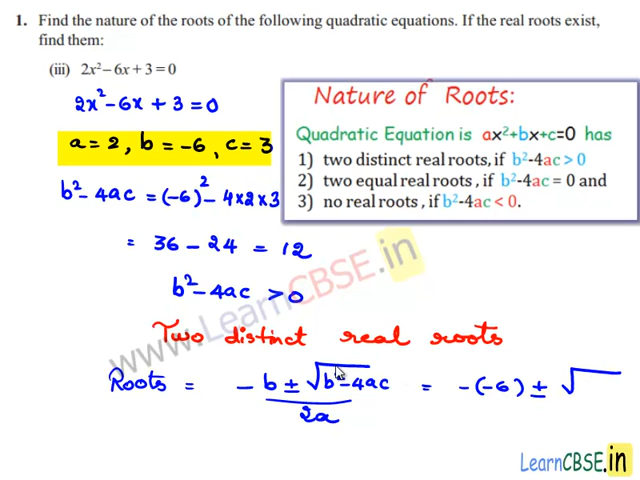 1. Find the nature of the roots of the following quadratic equations. If the real roots exist,
find them:
(iii) 2x² – 6x + 3 = 0
2x² – 6x + 3 = 0
a = 2, b = –6, c = 3
b² – 4ac = (–6)² – 4×2×3
= 36 – 24 = 12
b² – 4ac > 0
Nature of Roots:
Quadratic Equation is ax²+bx+c=0 has
1) two distinct real roots, if b²-4ac > 0
2) two equal real roots, if b²-4ac = 0 and
3) no real roots, if b²-4ac < 0.
Two distinct real roots
Roots = – b ± √b² – 4ac / 2a = – (–6) ± √
www.LearnCBSE.in
LearnCBSE.in